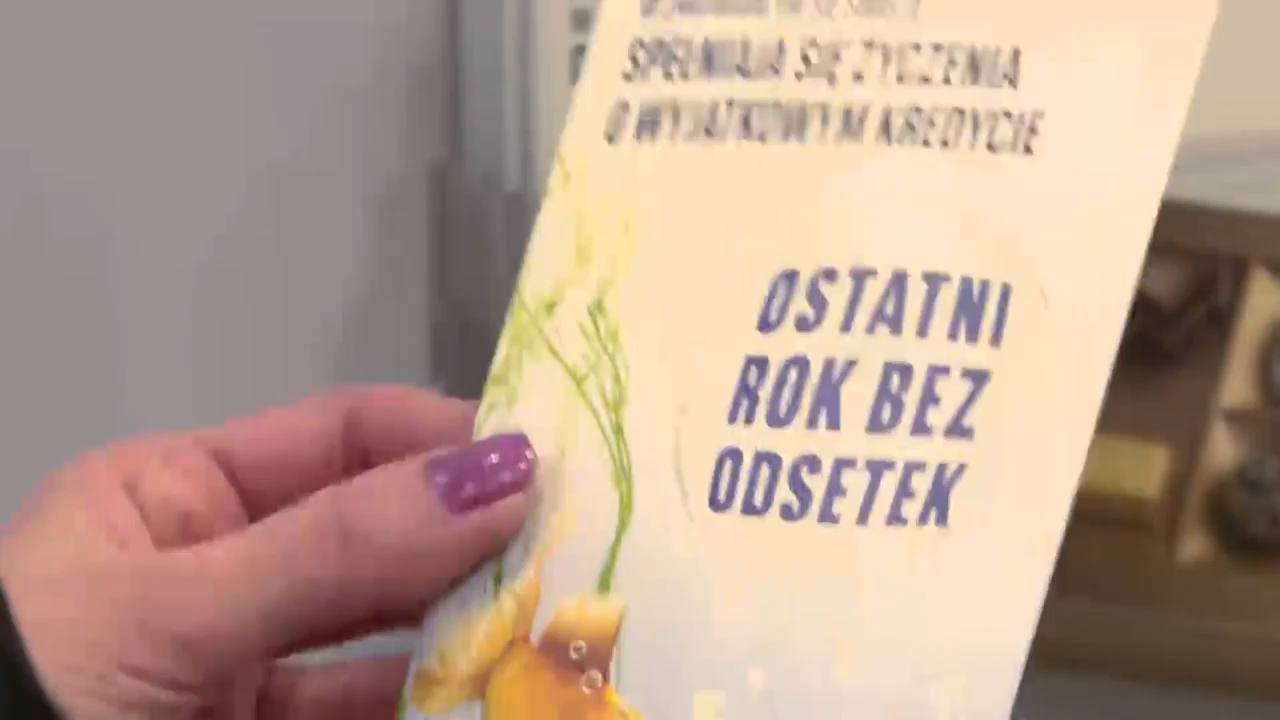 SPEŁNIAJĄ SIĘ ŻYCZENIA
O WYJĄTKOWYM KREDYCIE
OSTATNI
ROK BEZ
ODSETEK